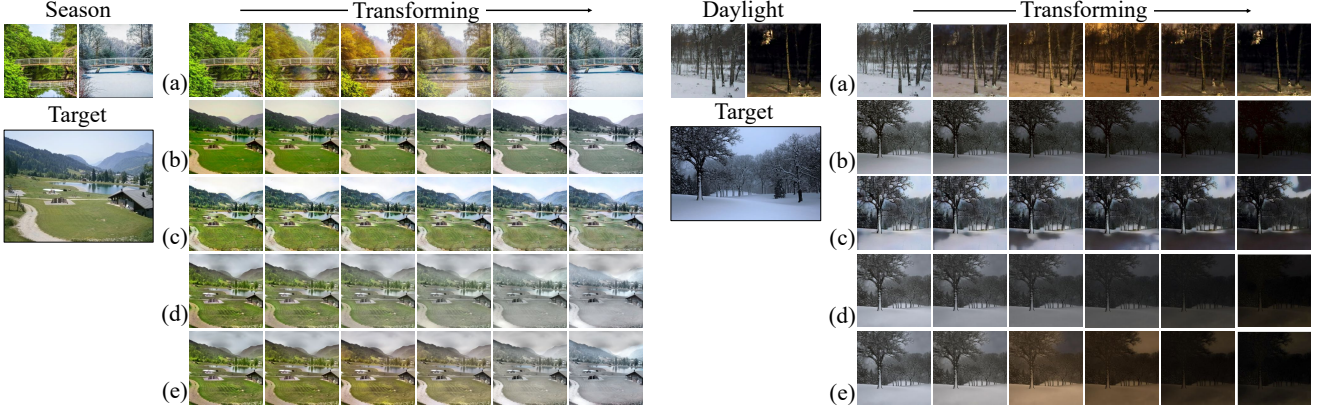 Season
Transforming
Target
(a)
(b)
(c)
(d)
(e)
Daylight
Transforming
Target
(a)
(b)
(c)
(d)
(e)